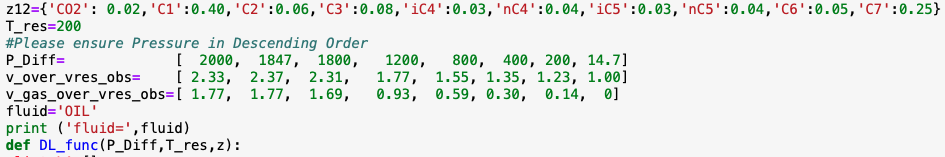 z12={'CO2': 0.02,'C1':0.40,'C2':0.06,'C3':0.08,'iC4':0.03,'nC4':0.04,'iC5':0.03,'nC5':0.04,'C6':0.05,'C7':0.25}
T_res=200
#Please ensure Pressure in Descending Order
P_Diff=              [  2000,  1847,  1800,    1200,   800,  400, 200, 14.7]
v_over_vres_obs=     [ 2.33,  2.37,  2.31,    1.77,  1.55, 1.35, 1.23, 1.00]
v_gas_over_vres_obs=[ 1.77,  1.77,  1.69,    0.93,  0.59, 0.30,  0.14,  0]
fluid='OIL'
print ('fluid=',fluid)
def DL_func(P_Diff,T_res,z):